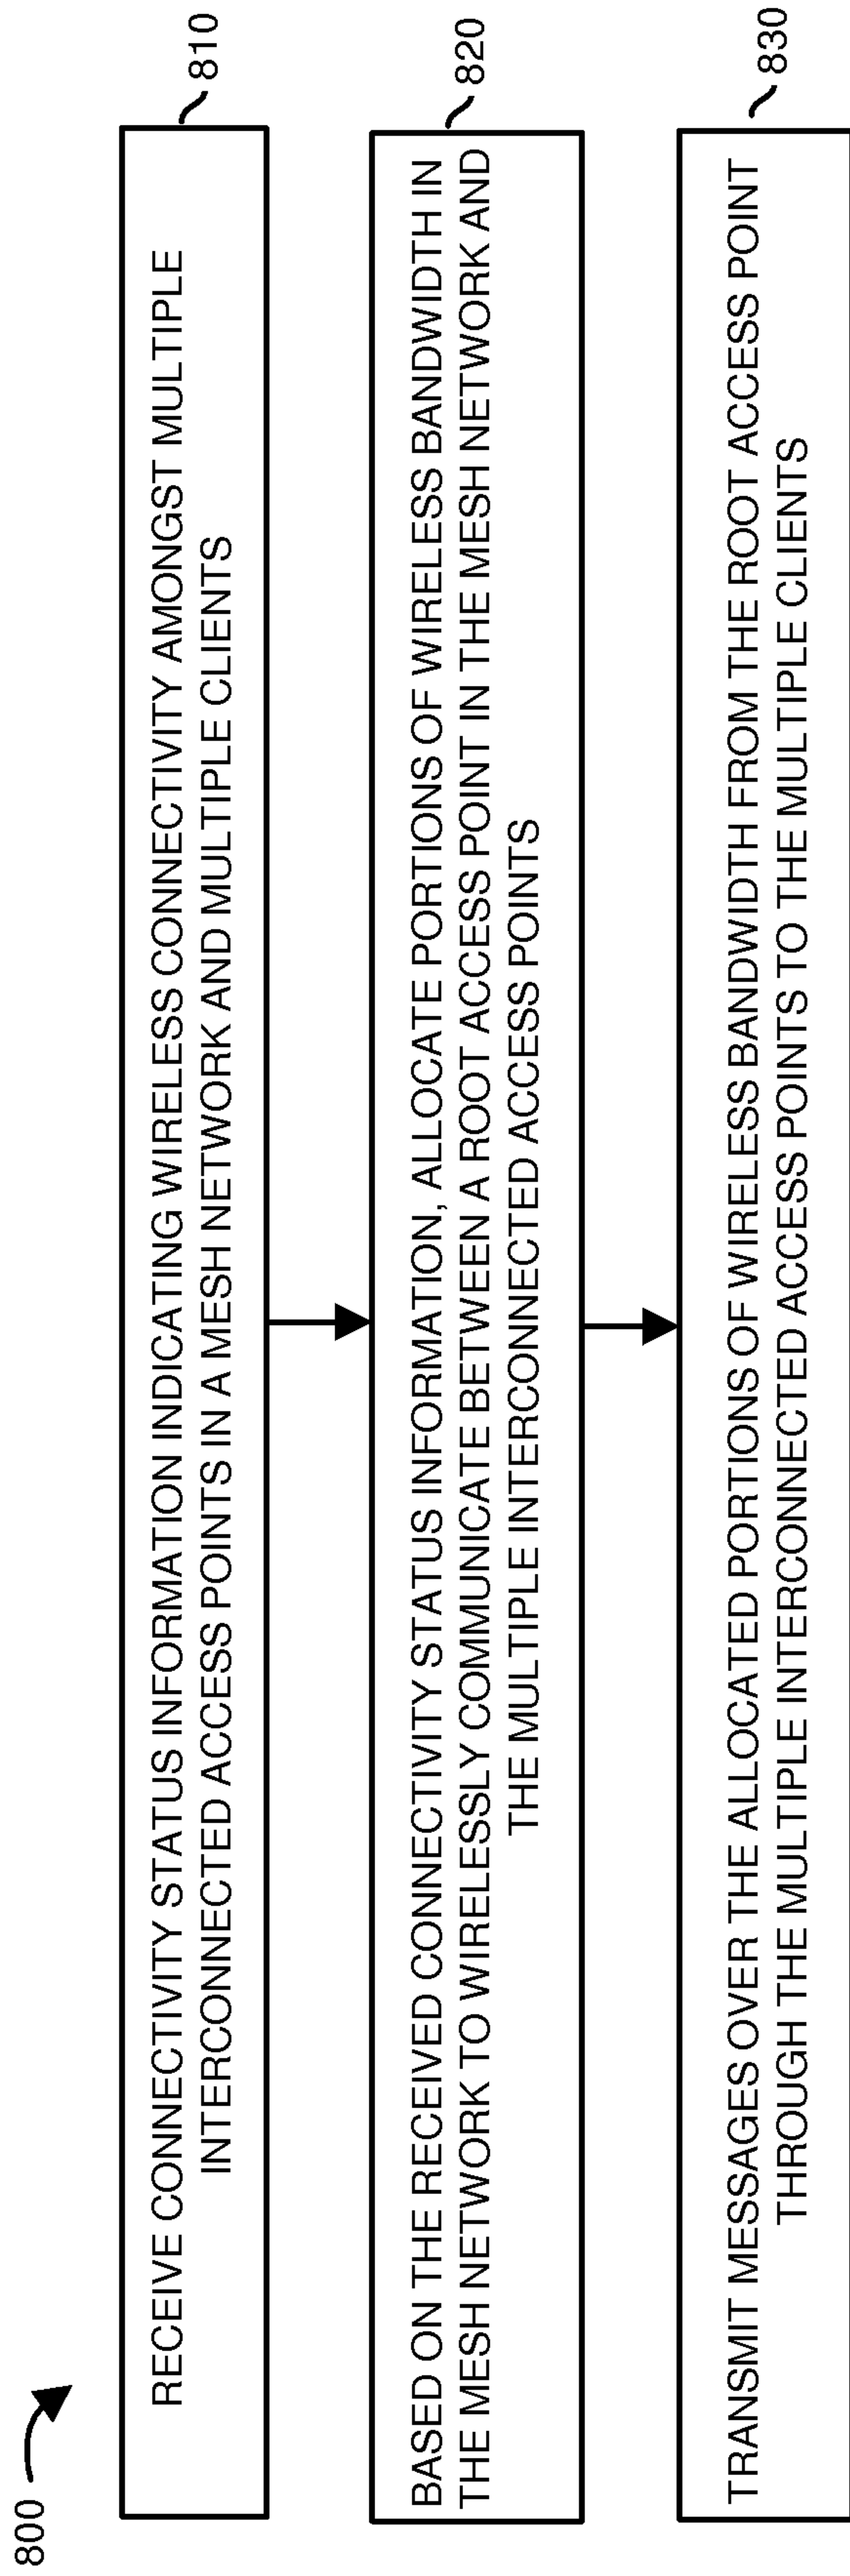 800
RECEIVE CONNECTIVITY STATUS INFORMATION INDICATING WIRELESS CONNECTIVITY AMONGST MULTIPLE
INTERCONNECTED ACCESS POINTS IN A MESH NETWORK AND MULTIPLE CLIENTS
810
BASED ON THE RECEIVED CONNECTIVITY STATUS INFORMATION, ALLOCATE PORTIONS OF WIRELESS BANDWIDTH IN
THE MESH NETWORK TO WIRELESSLY COMMUNICATE BETWEEN A ROOT ACCESS POINT IN THE MESH NETWORK AND
THE MULTIPLE INTERCONNECTED ACCESS POINTS
820
TRANSMIT MESSAGES OVER THE ALLOCATED PORTIONS OF WIRELESS BANDWIDTH FROM THE ROOT ACCESS POINT
THROUGH THE MULTIPLE INTERCONNECTED ACCESS POINTS TO THE MULTIPLE CLIENTS
830